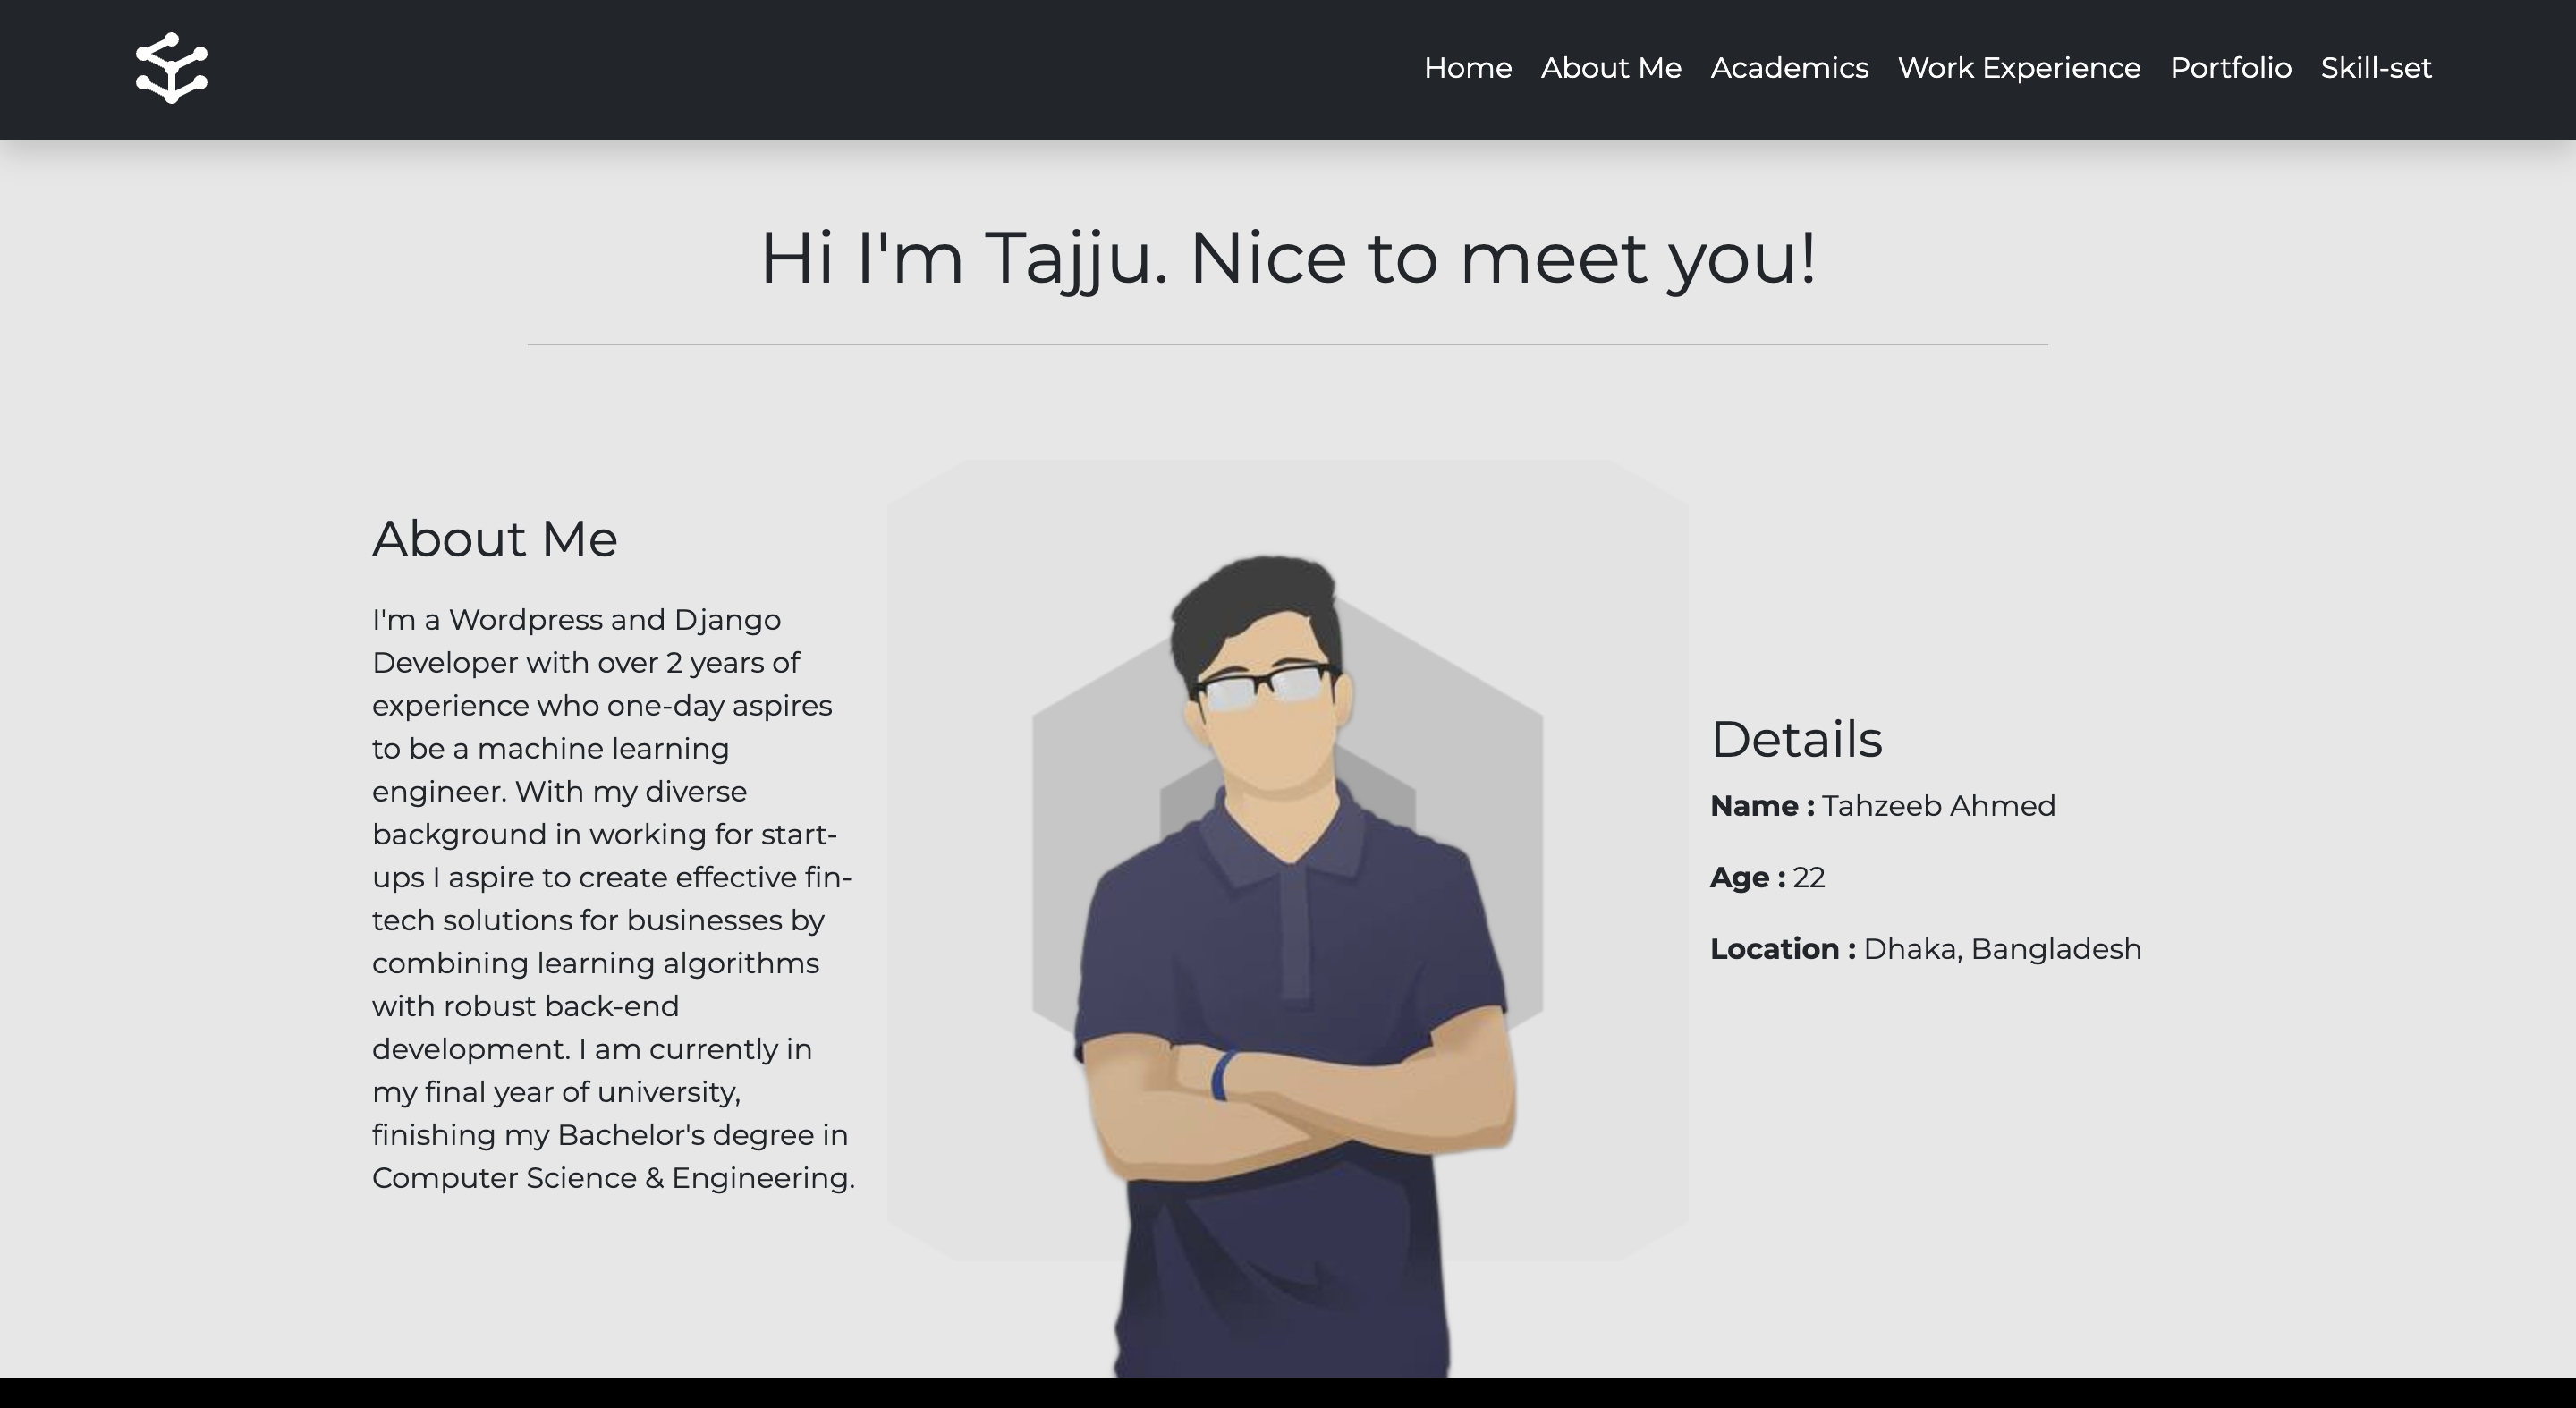 Home About Me Academics Work Experience Portfolio Skill-set
Hi I'm Tajju. Nice to meet you!
About Me
I'm a Wordpress and Django
Developer with over 2 years of
experience who one-day aspires
to be a machine learning
engineer. With my diverse
background in working for start-
ups I aspire to create effective fin-
tech solutions for businesses by
combining learning algorithms
with robust back-end
development. I am currently in
my final year of university,
finishing my Bachelor's degree in
Computer Science & Engineering.
Details
Name : Tahzeeb Ahmed
Age : 22
Location : Dhaka, Bangladesh